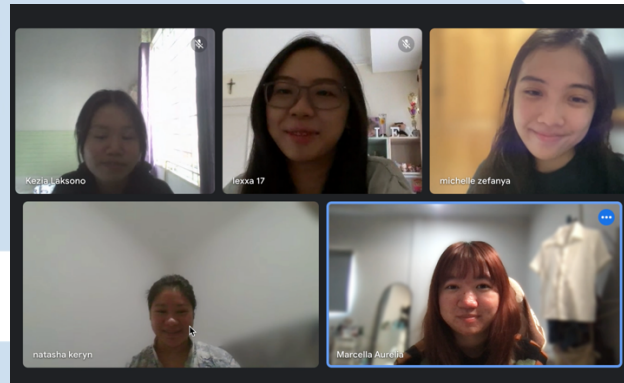 Kezia Laksono
lexxa 17
michelle zefanya
natasha keryn
Marcella Aurelia